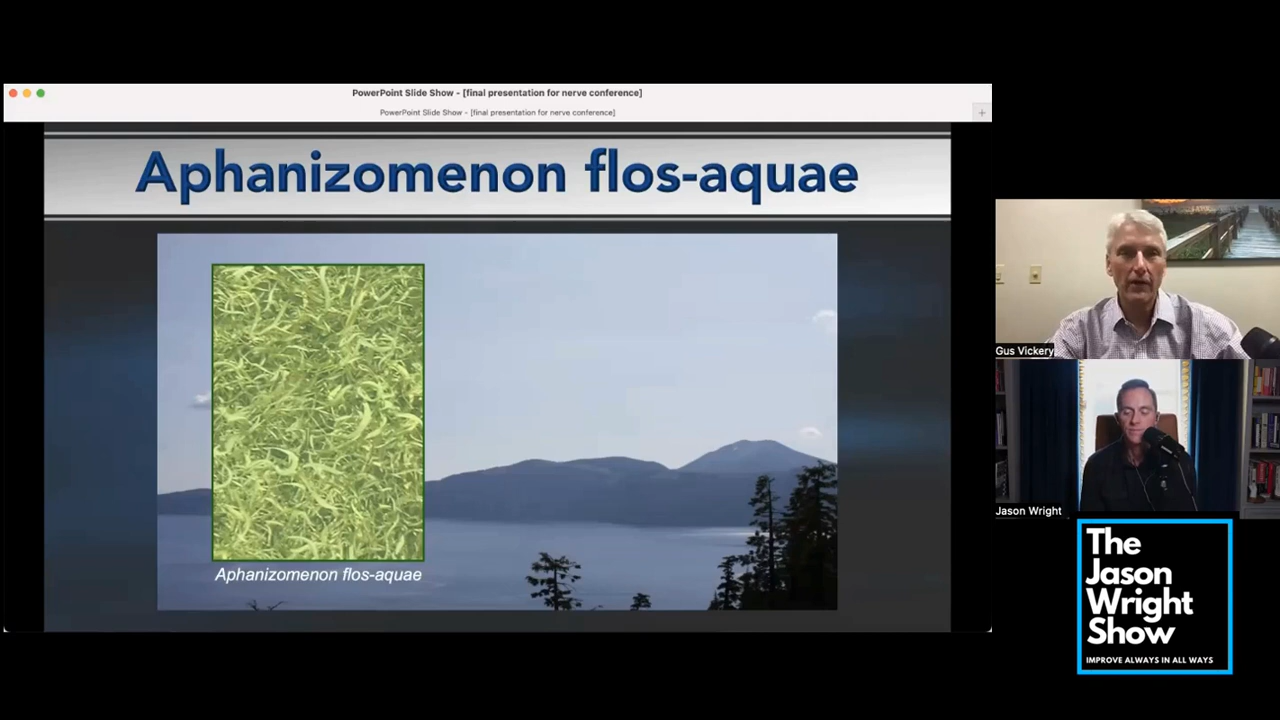 PowerPoint Slide Show - [final presentation for nerve conference]
PowerPoint Slide Show - [final presentation for nerve conference]
+
Aphanizomenon flos-aquae
Aphanizomenon flos-aquae
Gus Vickery
Jason Wright
The
Jason
Wright
Show
IMPROVE ALWAYS IN ALL WAYS